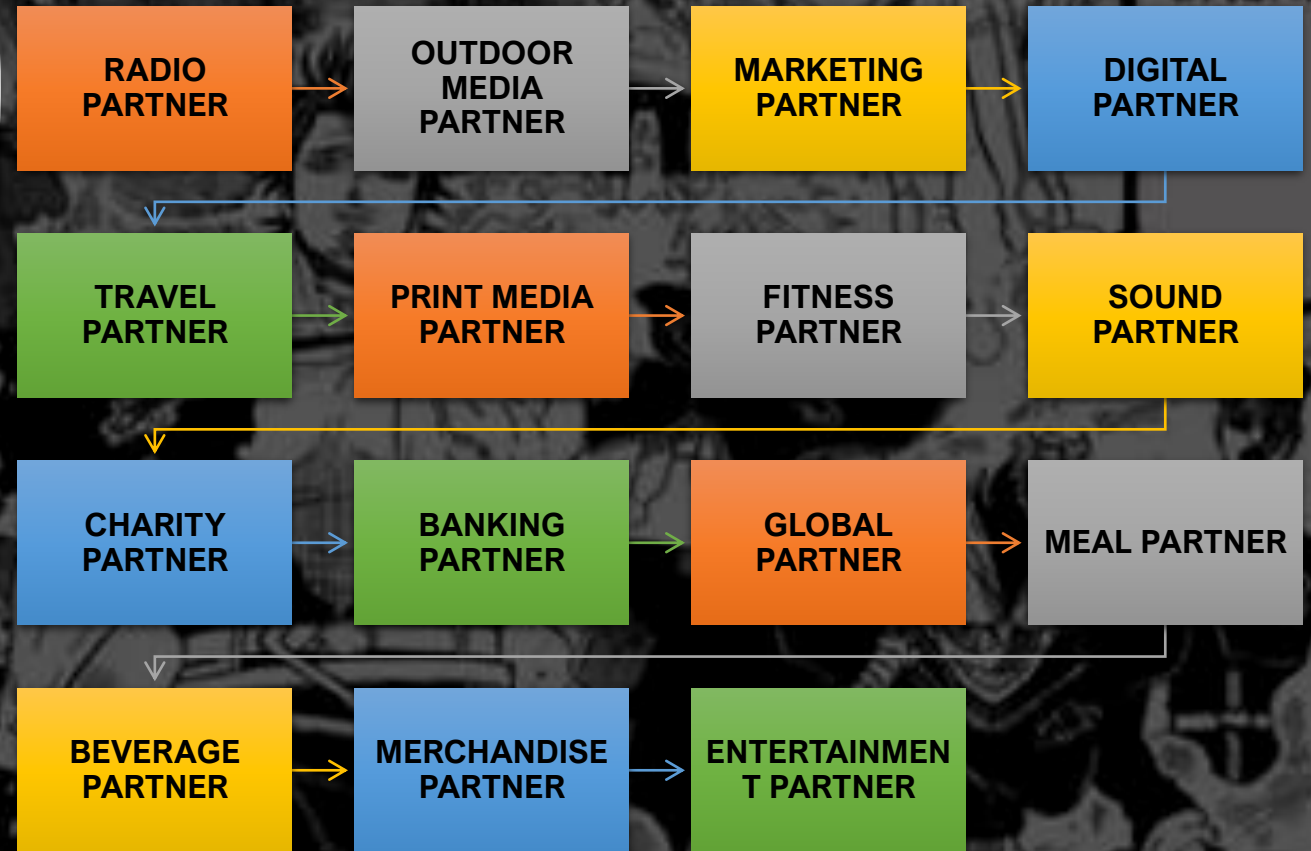 RADIO
PARTNER
OUTDOOR
MEDIA
PARTNER
MARKETING
PARTNER
DIGITAL
PARTNER
TRAVEL
PARTNER
PRINT MEDIA
PARTNER
FITNESS
PARTNER
SOUND
PARTNER
CHARITY
PARTNER
BANKING
PARTNER
GLOBAL
PARTNER
MEAL PARTNER
BEVERAGE
PARTNER
MERCHANDISE
PARTNER
ENTERTAINMEN
T PARTNER